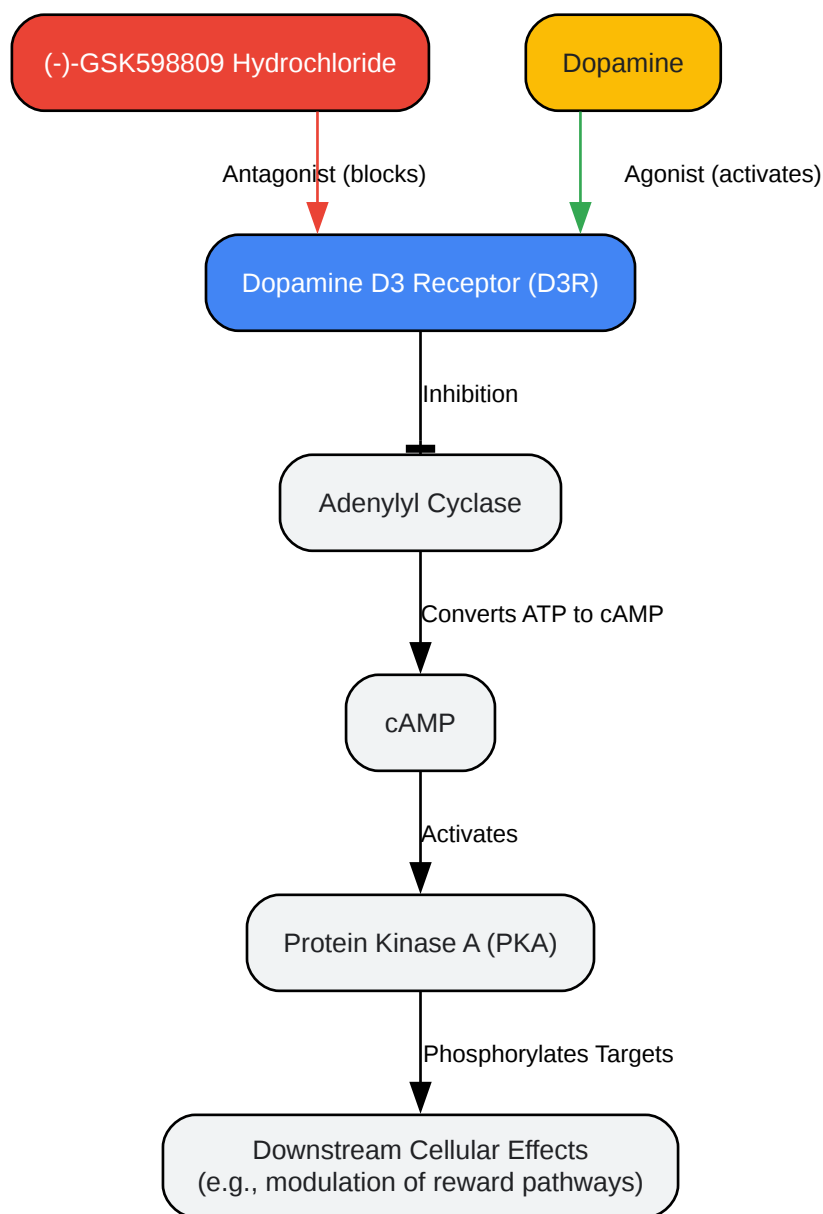 (-)-GSK598809 Hydrochloride
Dopamine
Antagonist (blocks)
Agonist (activates)
Dopamine D3 Receptor (D3R)
Inhibition
Adenylyl Cyclase
Converts ATP to cAMP
cAMP
Activates
Protein Kinase A (PKA)
Phosphorylates Targets
Downstream Cellular Effects
(e.g., modulation of reward pathways)